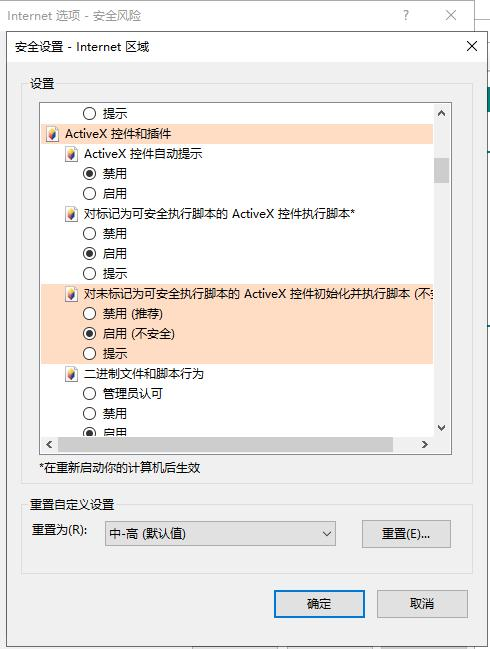 Internet 选项 - 安全风险
安全设置 - Internet 区域
设置
提示
ActiveX 控件和插件
ActiveX 控件自动提示
禁用
启用
对标记为可安全执行脚本的 ActiveX 控件执行脚本*
禁用
启用
提示
对未标记为可安全执行脚本的 ActiveX 控件初始化并执行脚本 (不安
禁用 (推荐)
启用 (不安全)
提示
二进制文件和脚本行为
管理员认可
禁用
启用
*在重新启动你的计算机后生效
重置自定义设置
重置为(R):
中-高 (默认值)
重置(E)...
确定
取消